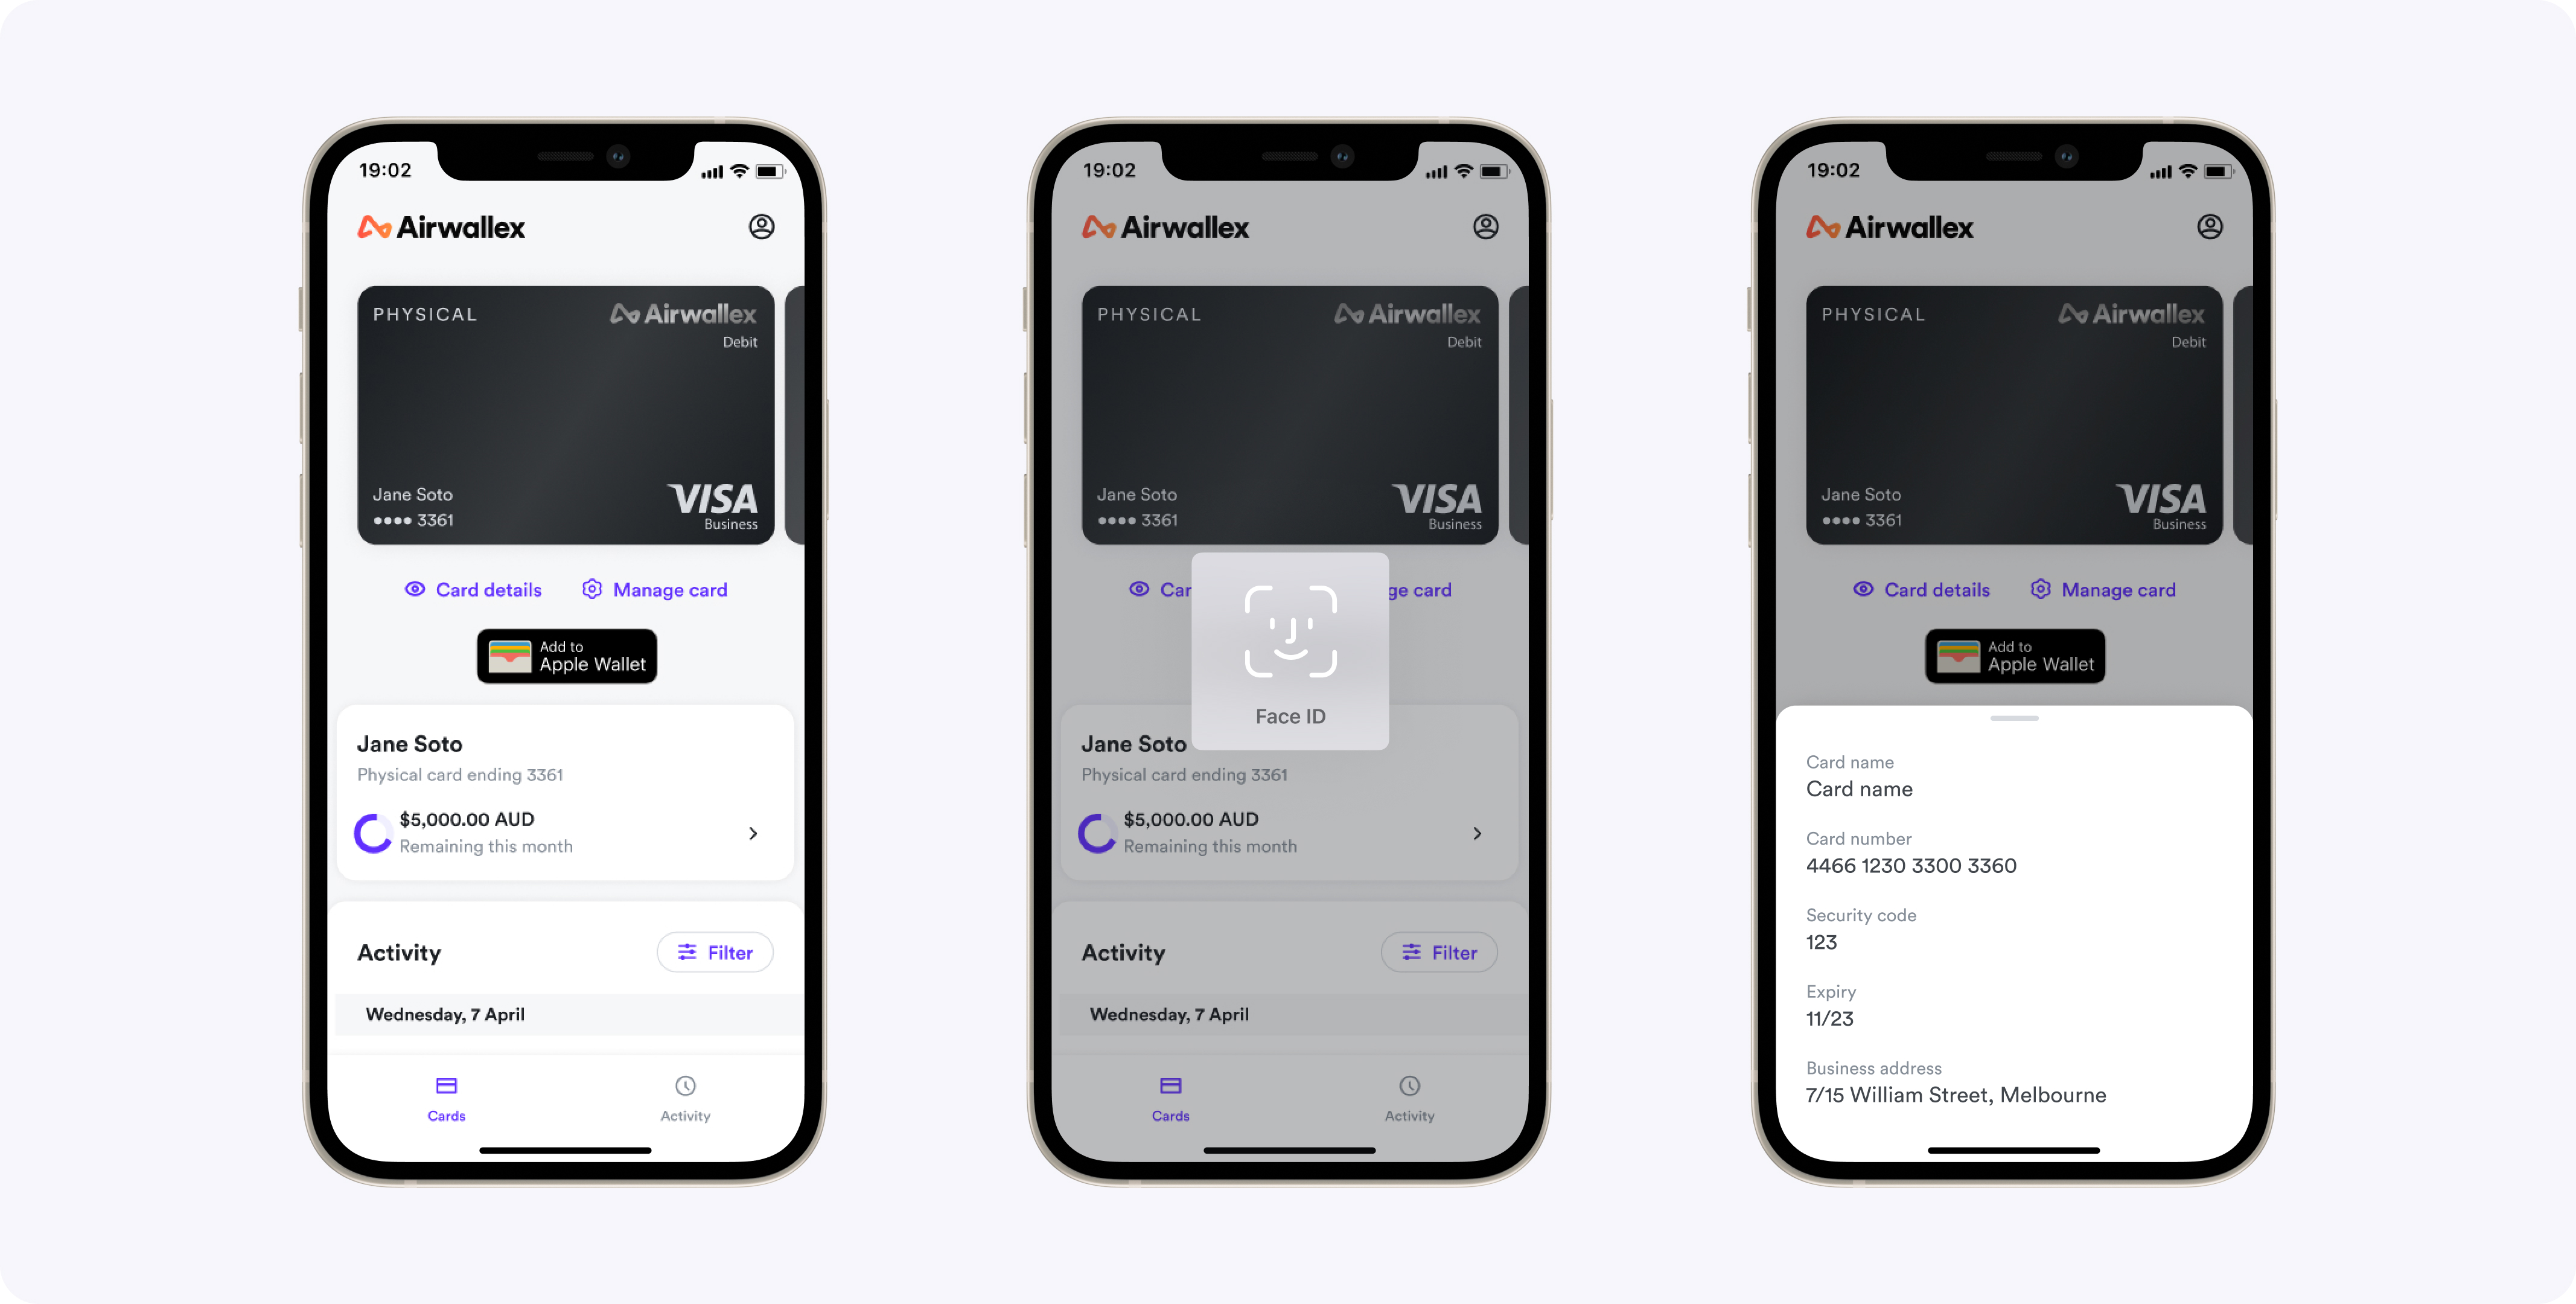 19:02
Airwallex
PHYSICAL
Airwallex
Debit
Jane Soto
•••• 3361
VISA
Business
Card details
Manage card
Add to
Apple Wallet
Jane Soto
Physical card ending 3361
$5,000.00 AUD
Remaining this month
Activity
Filter
Wednesday, 7 April
Cards
Activity
19:02
Airwallex
PHYSICAL
Airwallex
Debit
Jane Soto
•••• 3361
VISA
Business
Car
ge card
Face ID
Jane Soto
Physical card ending 3361
$5,000.00 AUD
Remaining this month
Activity
Filter
Wednesday, 7 April
Cards
Activity
19:02
Airwallex
PHYSICAL
Airwallex
Debit
Jane Soto
•••• 3361
VISA
Business
Card details
Manage card
Add to
Apple Wallet
Card name
Card name
Card number
4466 1230 3300 3360
Security code
123
Expiry
11/23
Business address
7/15 William Street, Melbourne